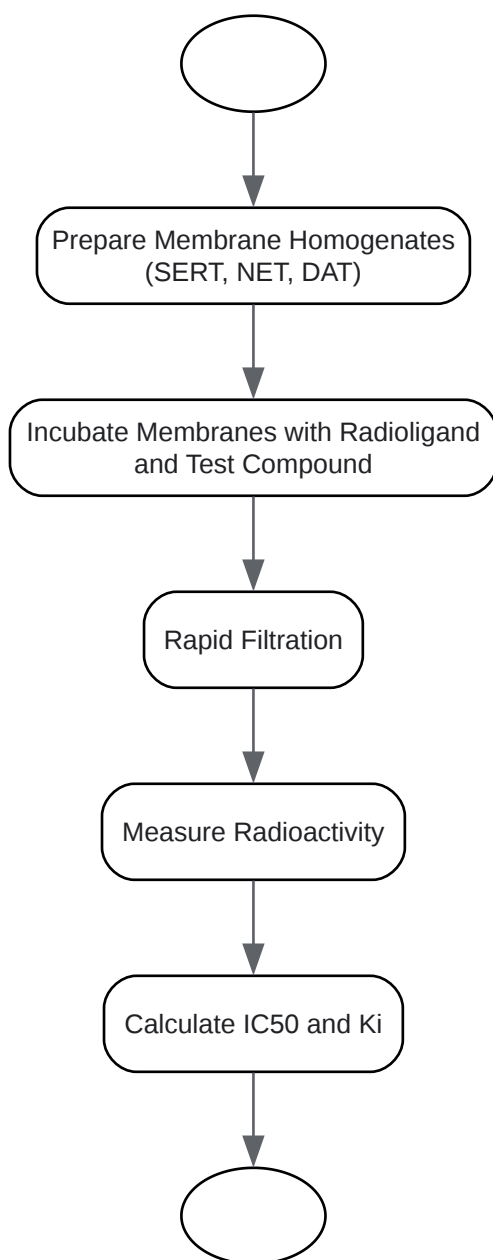 Prepare Membrane Homogenates
(SERT, NET, DAT)
Incubate Membranes with Radioligand
and Test Compound
Rapid Filtration
Measure Radioactivity
Calculate IC50 and Ki